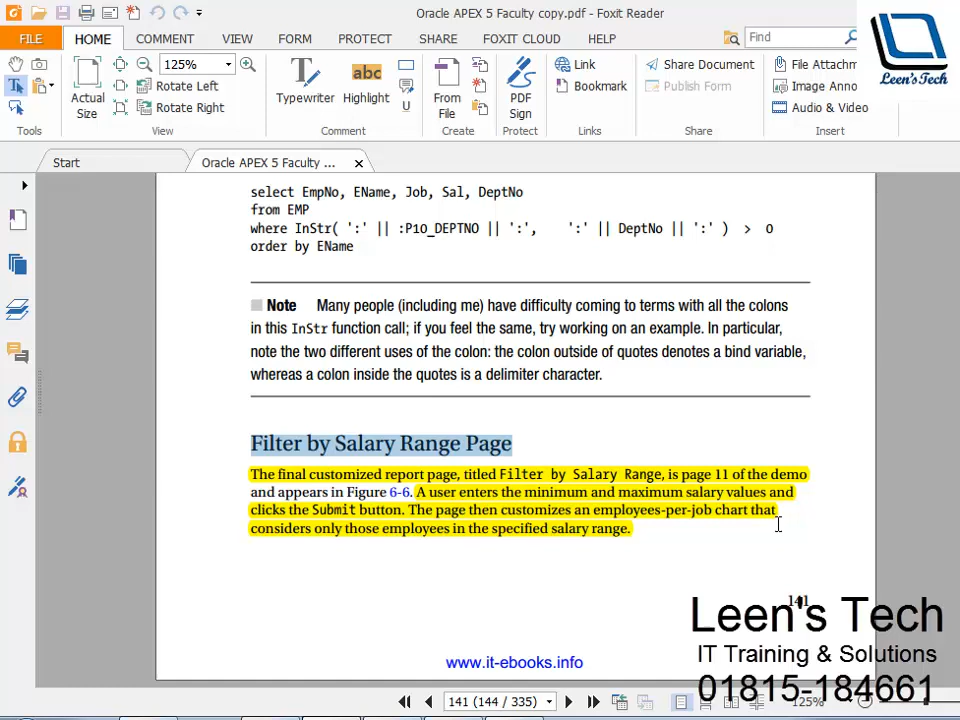 Oracle APEX 5 Faculty copy.pdf - Foxit Reader
FILE HOME COMMENT VIEW FORM PROTECT SHARE FOXIT CLOUD HELP Find
125%
Rotate Left
Rotate Right
Actual Size
Typewriter Highlight
From File
PDF Sign
Link
Bookmark
Share Document
Publish Form
File Attachm
Image Anno
Audio & Video
Tools View Comment Create Protect Links Share Insert
Leen'sTech
Start Oracle APEX 5 Faculty ...
select EmpNo, EName, Job, Sal, DeptNo
from EMP
where InStr( ':' || :P10_DEPTNO || ':', ':' || DeptNo || ':' ) > 0
order by EName
Note Many people (including me) have difficulty coming to terms with all the colons
in this InStr function call; if you feel the same, try working on an example. In particular,
note the two different uses of the colon: the colon outside of quotes denotes a bind variable,
whereas a colon inside the quotes is a delimiter character.
Filter by Salary Range Page
The final customized report page, titled Filter by Salary Range, is page 11 of the demo
and appears in Figure 6-6. A user enters the minimum and maximum salary values and
clicks the Submit button. The page then customizes an employees-per-job chart that
considers only those employees in the specified salary range.
141
Leen's Tech
IT Training & Solutions
01815-184661
www.it-ebooks.info
141 (144 / 335)
125%